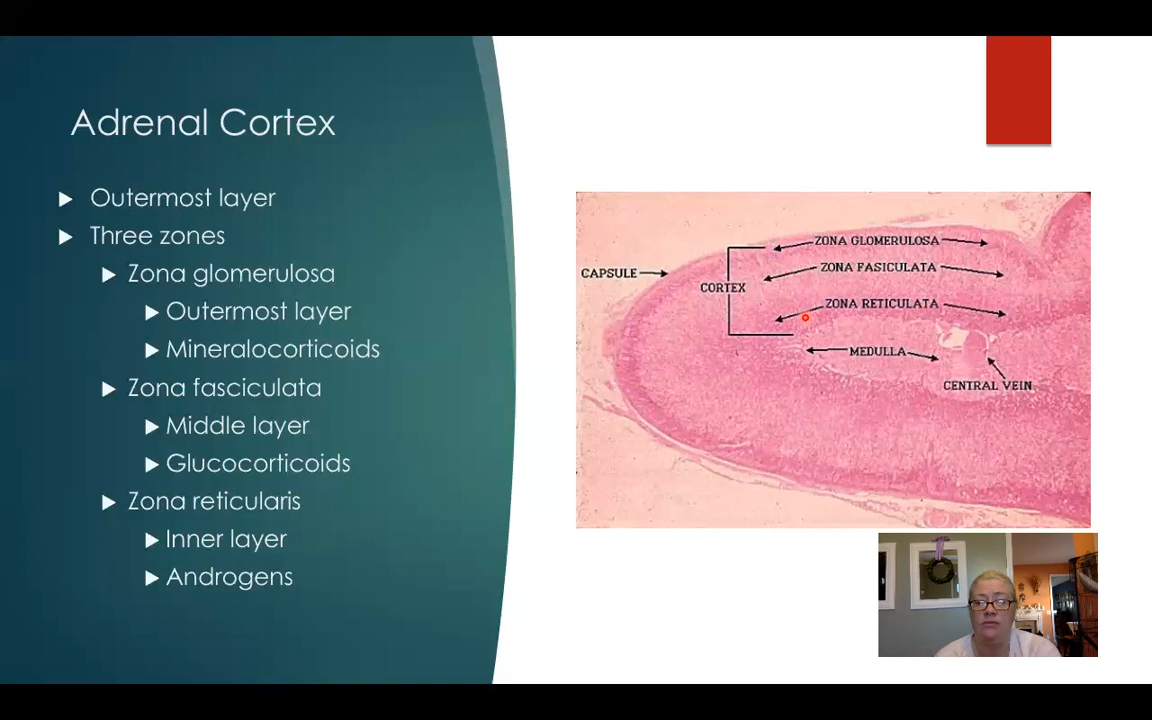 Adrenal Cortex
Outermost layer
Three zones
Zona glomerulosa
Outermost layer
Mineralocorticoids
Zona fasciculata
Middle layer
Glucocorticoids
Zona reticularis
Inner layer
Androgens
ZONA GLOMERULOSA
CAPSULE
ZONA FASICULATA
CORTEX
ZONA RETICULATA
MEDULLA
CENTRAL VEIN